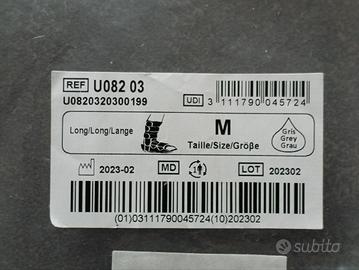 REF U082 03
U0820320300199
UDI 3 111790 045724
Long/Long/Lange
M
Taille/Size/Größe
Gris
Grey
Grau
2023-02 MD 1 LOT 202302
(01)03111790045724(10)202302
subito